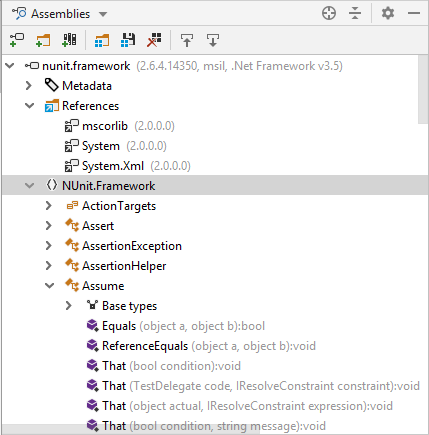 Assemblies
nunit.framework (2.6.4.14350, msil, .Net Framework v3.5)
Metadata
References
mscorlib (2.0.0.0)
System (2.0.0.0)
System.Xml (2.0.0.0)
NUnit.Framework
ActionTargets
Assert
AssertionException
AssertionHelper
Assume
Base types
Equals (object a, object b):bool
ReferenceEquals (object a, object b):void
That (bool condition):void
That (TestDelegate code, IResolveConstraint constraint):void
That (object actual, IResolveConstraint expression):void
That (bool condition, string message):void